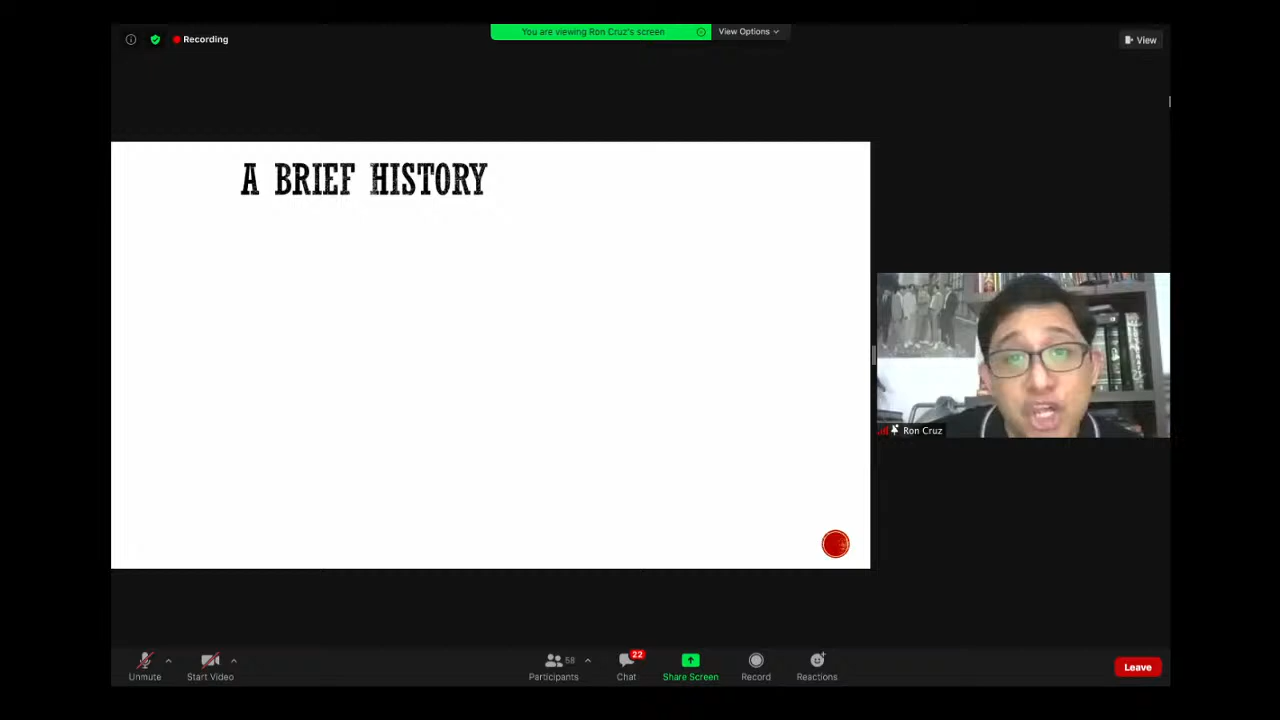 You are viewing Ron Cruz's screen
View Options
Recording
View
A BRIEF HISTORY
Ron Cruz
Unmute
Start Video
58
Participants
22
Chat
Share Screen
Record
Reactions
Leave